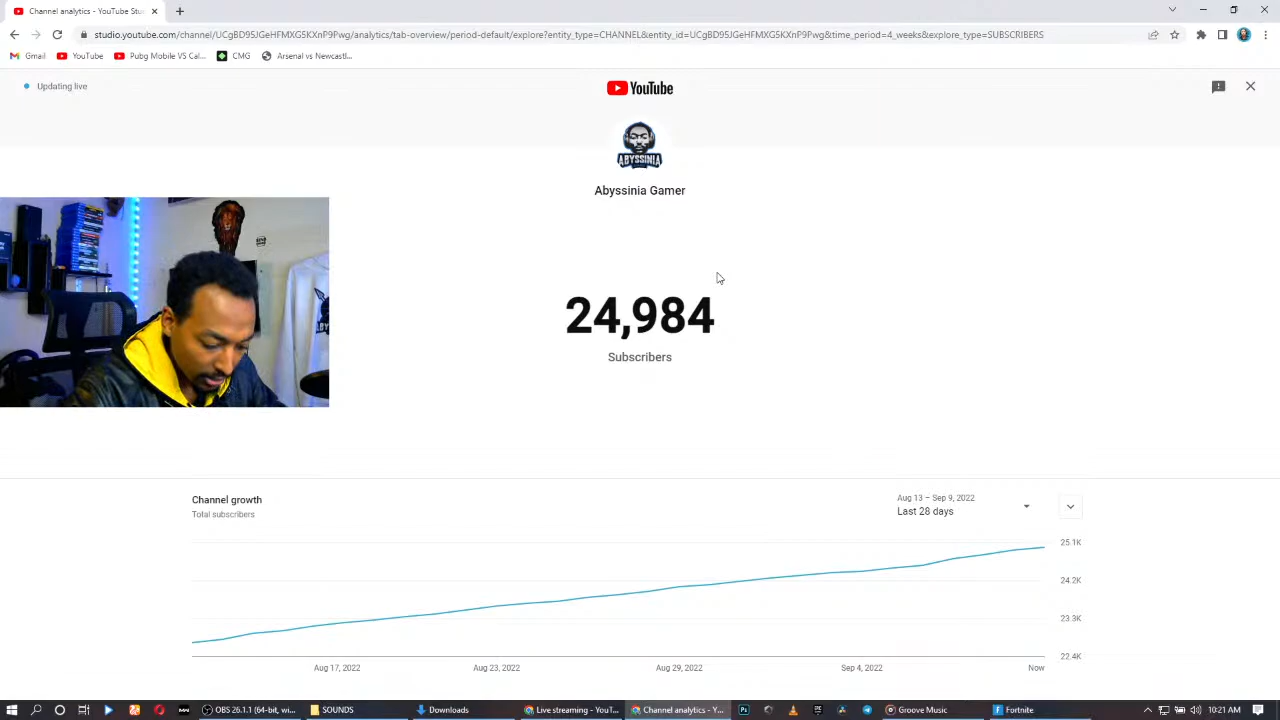 Channel analytics - YouTube Stu
studio.youtube.com/channel/UCgBD95JGeHFMXG5KXnP9Pwg/analytics/tab-overview/period-default/explore?entity_type=CHANNEL&entity_id=UCgBD95JGeHFMXG5KXnP9Pwg&time_period=4_weeks&explore_type=SUBSCRIBERS
Gmail YouTube Pubg Mobile VS Cal... CMG Arsenal vs Newcastl...
Updating live
YouTube
ABYSSINIA
Abyssinia Gamer
24,984
Subscribers
Channel growth
Total subscribers
Aug 13 – Sep 9, 2022
Last 28 days
25.1K
24.2K
23.3K
22.4K
Aug 17, 2022 Aug 23, 2022 Aug 29, 2022 Sep 4, 2022 Now
OBS 26.1.1 (64-bit, wi... SOUNDS Downloads Live streaming - YouT... Channel analytics - ... Groove Music Fortnite 10:21 AM